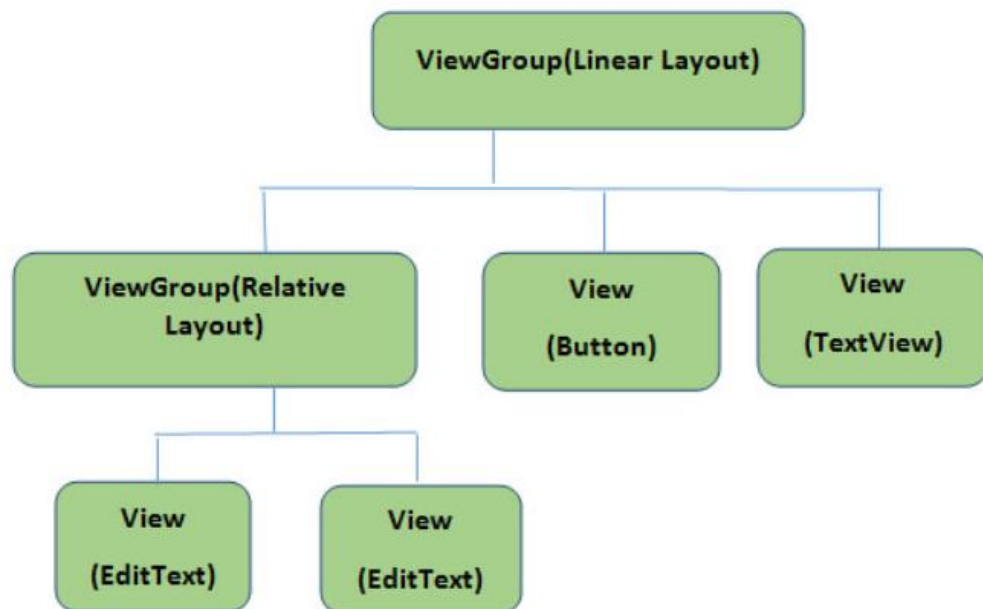 ViewGroup(Linear Layout)
ViewGroup(Relative
Layout)
View
(Button)
View
(TextView)
View
(EditText)
View
(EditText)